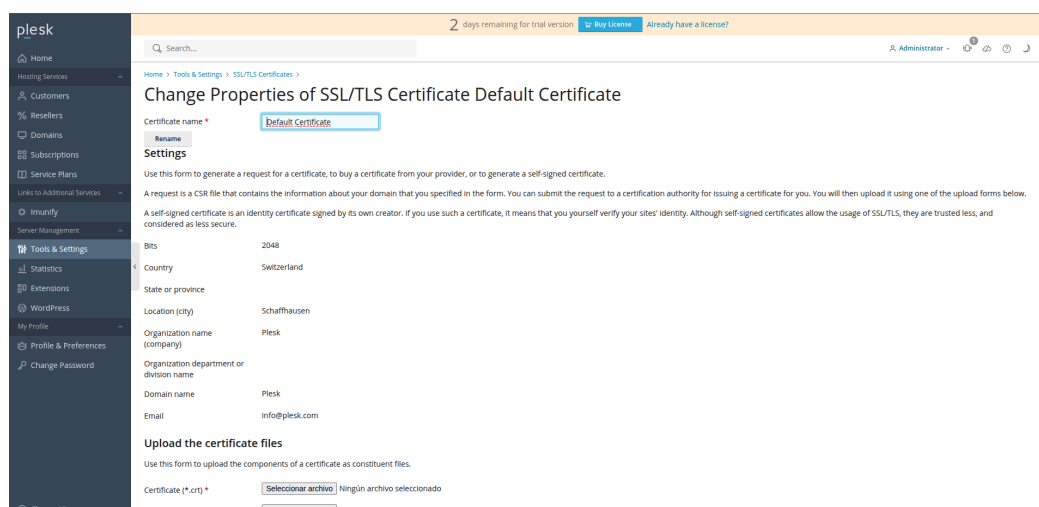 plesk
2 days remaining for trial version Buy License Already have a license?
Search...
Administrator
1
Home
Hosting Services
Customers
Resellers
Domains
Subscriptions
Service Plans
Links to Additional Services
Imunify
Server Management
Tools & Settings
Statistics
Extensions
WordPress
My Profile
Profile & Preferences
Change Password
Home > Tools & Settings > SSL/TLS Certificates >
Change Properties of SSL/TLS Certificate Default Certificate
Certificate name * Default Certificate
Rename
Settings
Use this form to generate a request for a certificate, to buy a certificate from your provider, or to generate a self-signed certificate.
A request is a CSR file that contains the information about your domain that you specified in the form. You can submit the request to a certification authority for issuing a certificate for you. You will then upload it using one of the upload forms below.
A self-signed certificate is an identity certificate signed by its own creator. If you use such a certificate, it means that you yourself verify your sites' identity. Although self-signed certificates allow the usage of SSL/TLS, they are trusted less, and
considered as less secure.
Bits 2048
Country Switzerland
State or province
Location (city) Schaffhausen
Organization name Plesk
(company)
Organization department or
division name
Domain name Plesk
Email info@plesk.com
Upload the certificate files
Use this form to upload the components of a certificate as constituent files.
Certificate (*.crt) * Seleccionar archivo Ningún archivo seleccionado